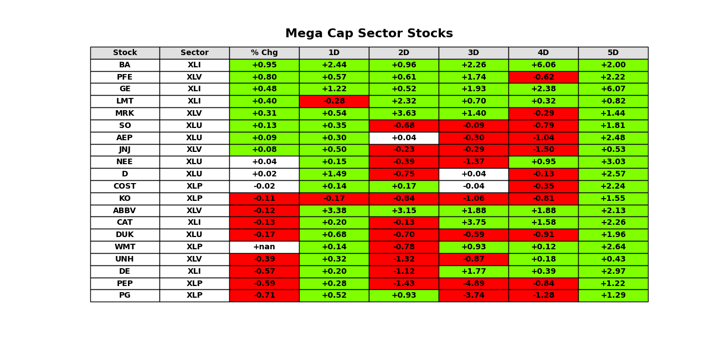 Mega Cap Sector Stocks
Stock Sector % Chg 1D 2D 3D 4D 5D
BA XLI +0.95 +2.44 +0.96 +2.26 +6.06 +2.00
PFE XLV +0.80 +0.57 +0.61 +1.74 -0.62 +2.22
GE XLI +0.48 +1.22 +0.52 +1.93 +2.38 +6.07
LMT XLI +0.40 -0.28 +2.32 +0.70 +0.32 +0.82
MRK XLV +0.31 +0.54 +3.63 +1.40 -0.29 +1.44
SO XLU +0.13 +0.35 -0.68 -0.09 -0.79 +1.81
AEP XLU +0.09 +0.30 +0.04 -0.30 -1.04 +2.48
JNJ XLV +0.08 +0.50 -0.23 -0.29 -1.50 +0.53
NEE XLU +0.04 +0.15 -0.39 -1.37 +0.95 +3.03
D XLU +0.02 +1.49 -0.75 +0.04 -0.13 +2.57
COST XLP -0.02 +0.14 +0.17 -0.04 -0.35 +2.24
KO XLP -0.11 -0.17 -0.84 -1.06 -0.81 +1.55
ABBV XLV -0.12 +3.38 +3.15 +1.88 +1.88 +2.13
CAT XLI -0.13 +0.20 -0.13 +3.75 +1.58 +2.26
DUK XLU -0.17 +0.68 -0.70 -0.59 -0.91 +1.96
WMT XLP +nan +0.14 -0.78 +0.93 +0.12 +2.64
UNH XLV -0.39 +0.32 -1.32 -0.87 +0.18 +0.43
DE XLI -0.57 +0.20 -1.12 +1.77 +0.39 +2.97
PEP XLP -0.59 +0.28 -1.43 -4.89 -0.84 +1.22
PG XLP -0.71 +0.52 +0.93 -3.74 -1.28 +1.29